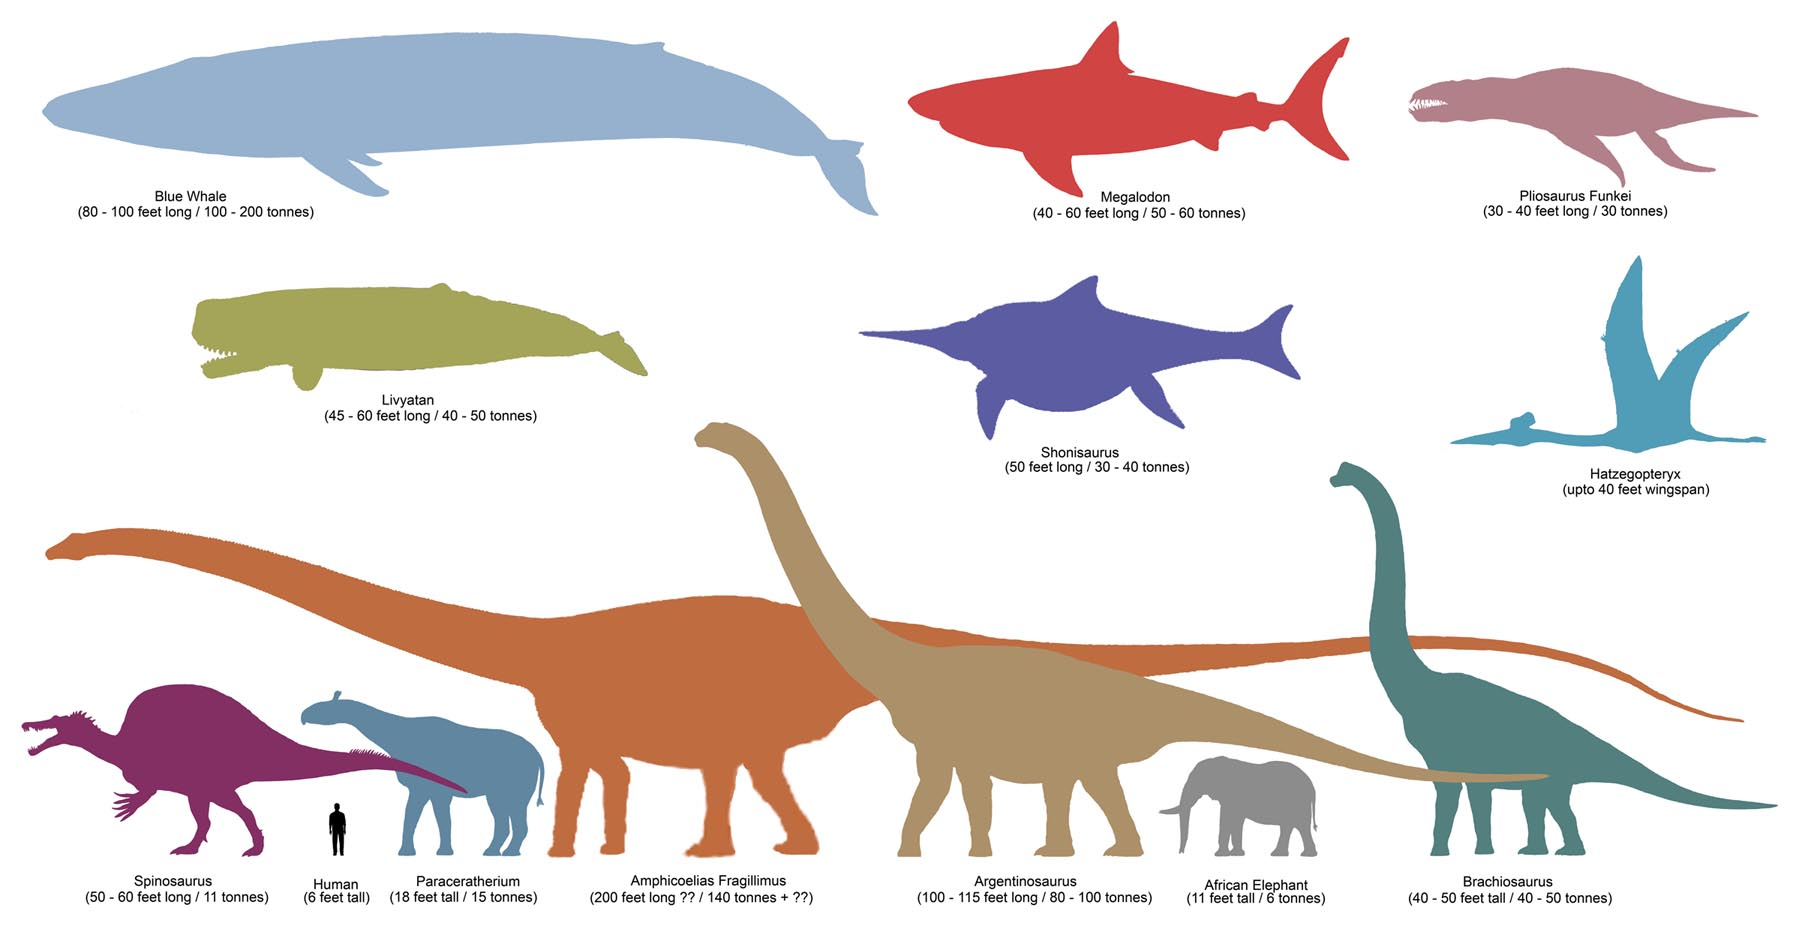 Blue Whale
(80 - 100 feet long / 100 - 200 tonnes)
Megalodon
(40 - 60 feet long / 50 - 60 tonnes)
Pliosaurus Funkei
(30 - 40 feet long / 30 tonnes)
Livyatan
(45 - 60 feet long / 40 - 50 tonnes)
Shonisaurus
(50 feet long / 30 - 40 tonnes)
Hatzegopteryx
(upto 40 feet wingspan)
Spinosaurus
(50 - 60 feet long / 11 tonnes)
Human
(6 feet tall)
Paraceratherium
(18 feet tall / 15 tonnes)
Amphicoelias Fragillimus
(200 feet long ?? / 140 tonnes + ??)
Argentinosaurus
(100 - 115 feet long / 80 - 100 tonnes)
African Elephant
(11 feet tall / 6 tonnes)
Brachiosaurus
(40 - 50 feet tall / 40 - 50 tonnes)